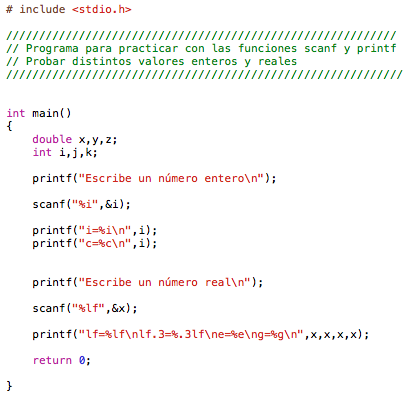 # include <stdio.h>
////////////////////////////////////////////////////////////
// Programa para practicar con las funciones scanf y printf
// Probar distintos valores enteros y reales
/////////////////////////////////////////////////////////////
int main()
{
double x,y,z;
int i,j,k;
printf("Escribe un número entero\n");
scanf("%i",&i);
printf("i=%i\n",i);
printf("c=%c\n",i);
printf("Escribe un número real\n");
scanf("%lf",&x);
printf("lf=%lf\nlf.3=%.3lf\ne=%e\ng=%g\n",x,x,x,x);
return 0;
}